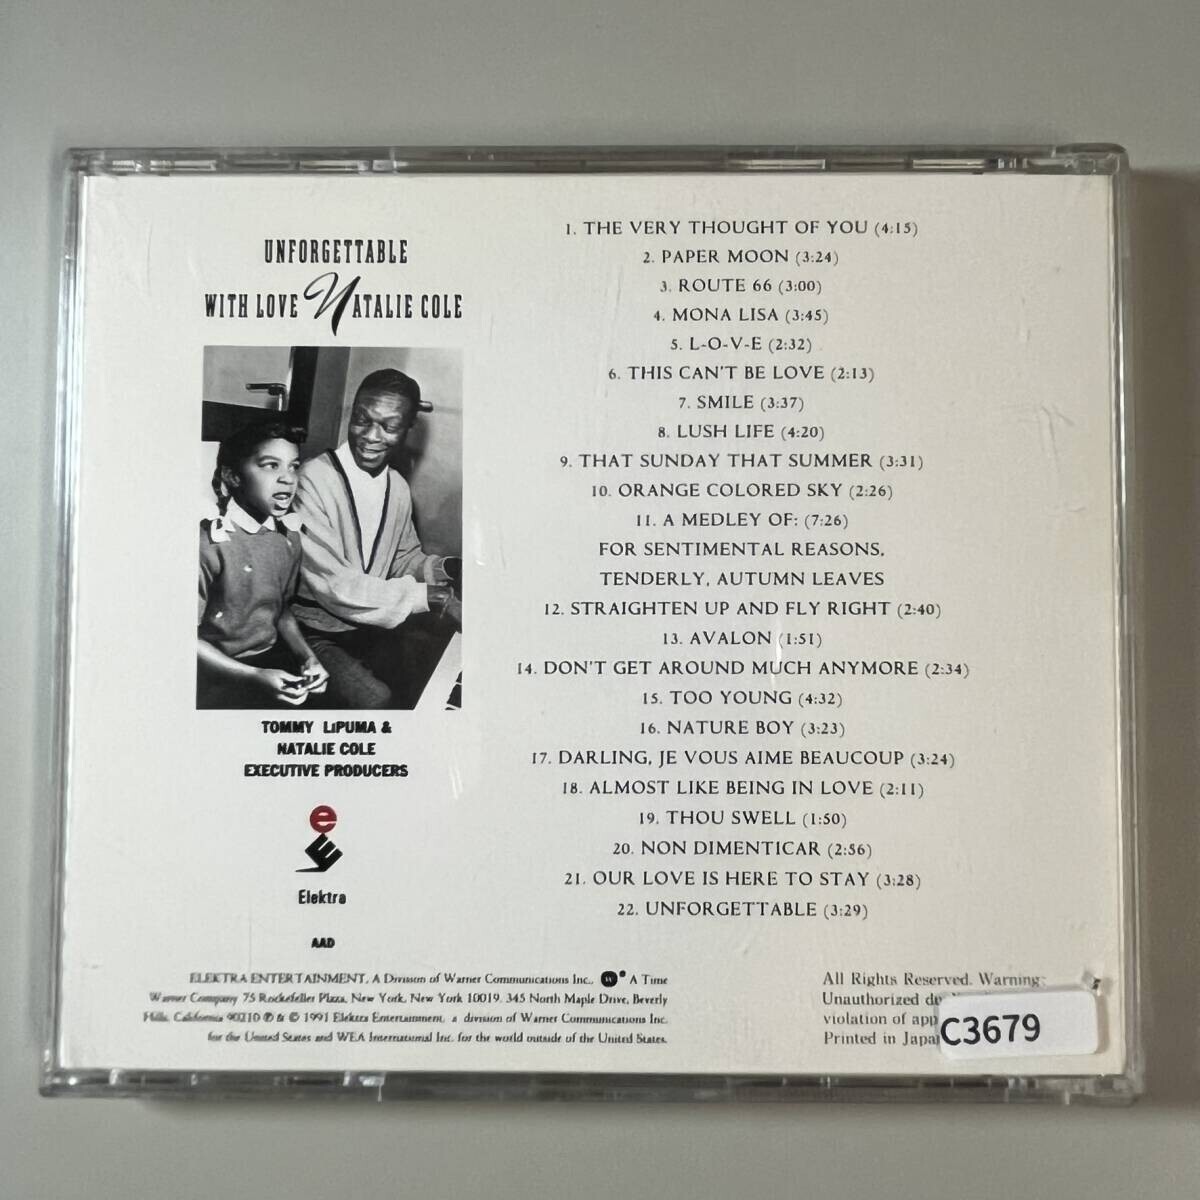 UNFORGETTABLE
WITH LOVE NATALIE COLE
TOMMY LiPUMA &
NATALIE COLE
EXECUTIVE PRODUCERS
e
E
Elektra
AAD
1. THE VERY THOUGHT OF YOU (4:15)
2. PAPER MOON (3:24)
3. ROUTE 66 (3:00)
4. MONA LISA (3:45)
5. L-O-V-E (2:32)
6. THIS CAN'T BE LOVE (2:13)
7. SMILE (3:37)
8. LUSH LIFE (4:20)
9. THAT SUNDAY THAT SUMMER (3:31)
10. ORANGE COLORED SKY (2:26)
11. A MEDLEY OF: (7:26)
FOR SENTIMENTAL REASONS,
TENDERLY, AUTUMN LEAVES
12. STRAIGHTEN UP AND FLY RIGHT (2:40)
13. AVALON (1:51)
14. DON'T GET AROUND MUCH ANYMORE (2:34)
15. TOO YOUNG (4:32)
16. NATURE BOY (3:23)
17. DARLING, JE VOUS AIME BEAUCOUP (3:24)
18. ALMOST LIKE BEING IN LOVE (2:11)
19. THOU SWELL (1:50)
20. NON DIMENTICAR (2:56)
21. OUR LOVE IS HERE TO STAY (3:28)
22. UNFORGETTABLE (3:29)
ELEKTRA ENTERTAINMENT, A Division of Warner Communications Inc., A Time
Warner Company 75 Rockefeller Plaza, New York, New York 10019, 345 North Maple Drive, Beverly
Hills, California 90210 ℗ & © 1991 Elektra Entertainment, a division of Warner Communications Inc.
for the United States and WEA International Inc. for the world outside of the United States.
All Rights Reserved. Warning:
Unauthorized
violation of app
Printed in Japan
C3679